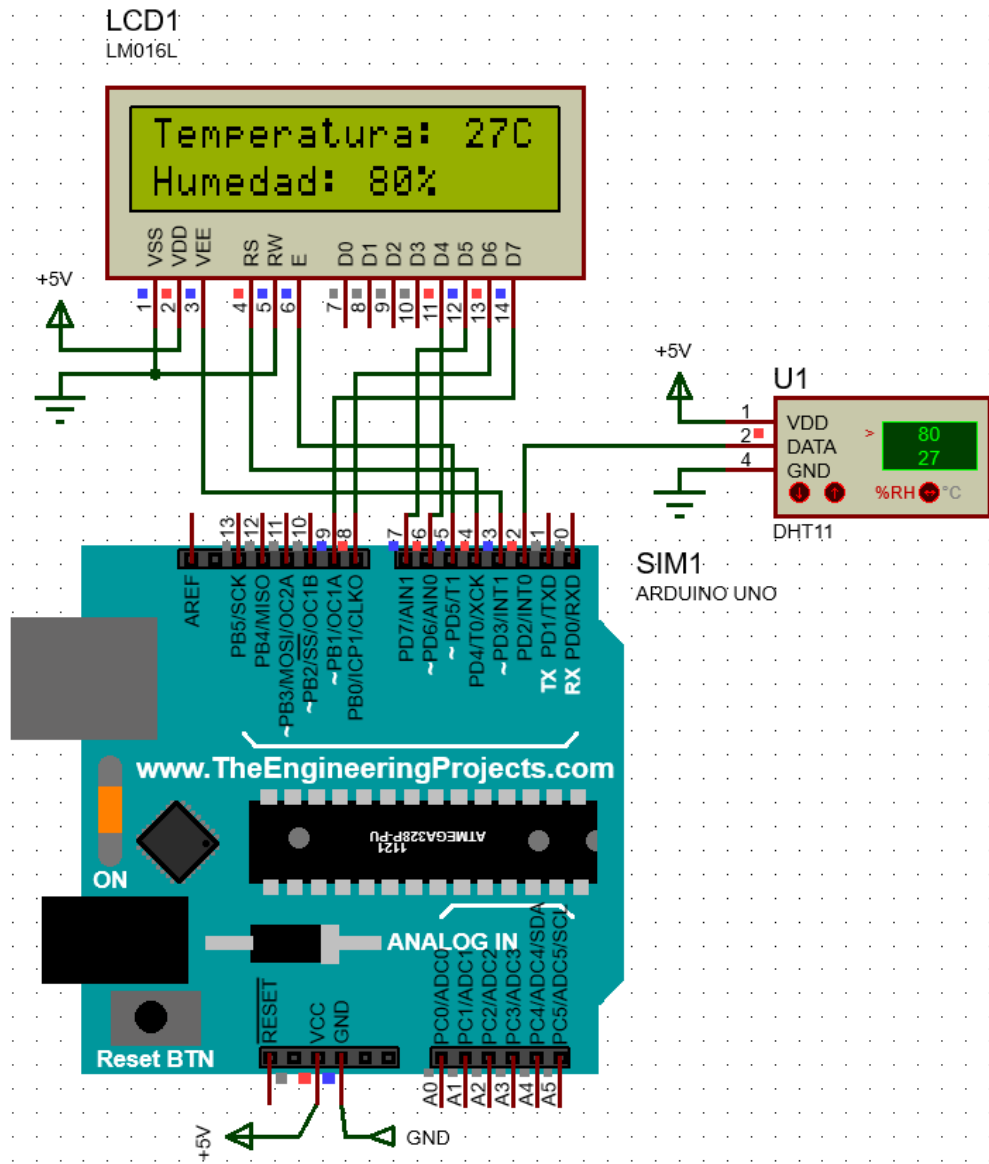 LCD1
LM016L
Temperatura: 27C
Humedad: 80%
VSS VDD VEE RS RW E D0 D1 D2 D3 D4 D5 D6 D7
1 2 3 4 5 6 7 8 9 10 11 12 13 14
+5V
+5V
U1
1 VDD
2 DATA
4 GND
> 80
27
%RH °C
DHT11
SIM1
ARDUINO UNO
13 12 11 10 9 8 7 6 5 4 3 2 1 0
AREF PB5/SCK PB4/MISO ~PB3/MOSI/OC2A ~PB2/SS/OC1B ~PB1/OC1A PB0/ICP1/CLKO PD7/AIN1 ~PD6/AIN0 ~PD5/T1 PD4/T0/XCK ~PD3/INT1 PD2/INT0 PD1/TXD PD0/RXD
TX RX
www.TheEngineeringProjects.com
ATMEGA328P-PU
1121
ON
ANALOG IN
Reset BTN
RESET VCC GND
PC0/ADC0 PC1/ADC1 PC2/ADC2 PC3/ADC3 PC4/ADC4/SDA PC5/ADC5/SCL
A0 A1 A2 A3 A4 A5
+5V
GND